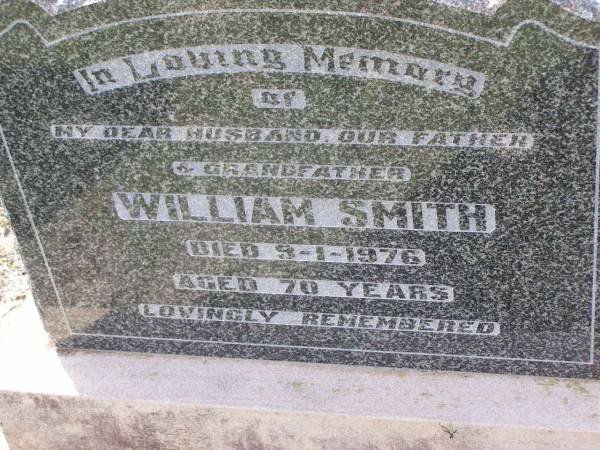 In Loving Memory
of
MY DEAR HUSBAND, OUR FATHER
& GRANDFATHER
WILLIAM SMITH
DIED 9-1-1976
AGED 70 YEARS
LOVINGLY REMEMBERED